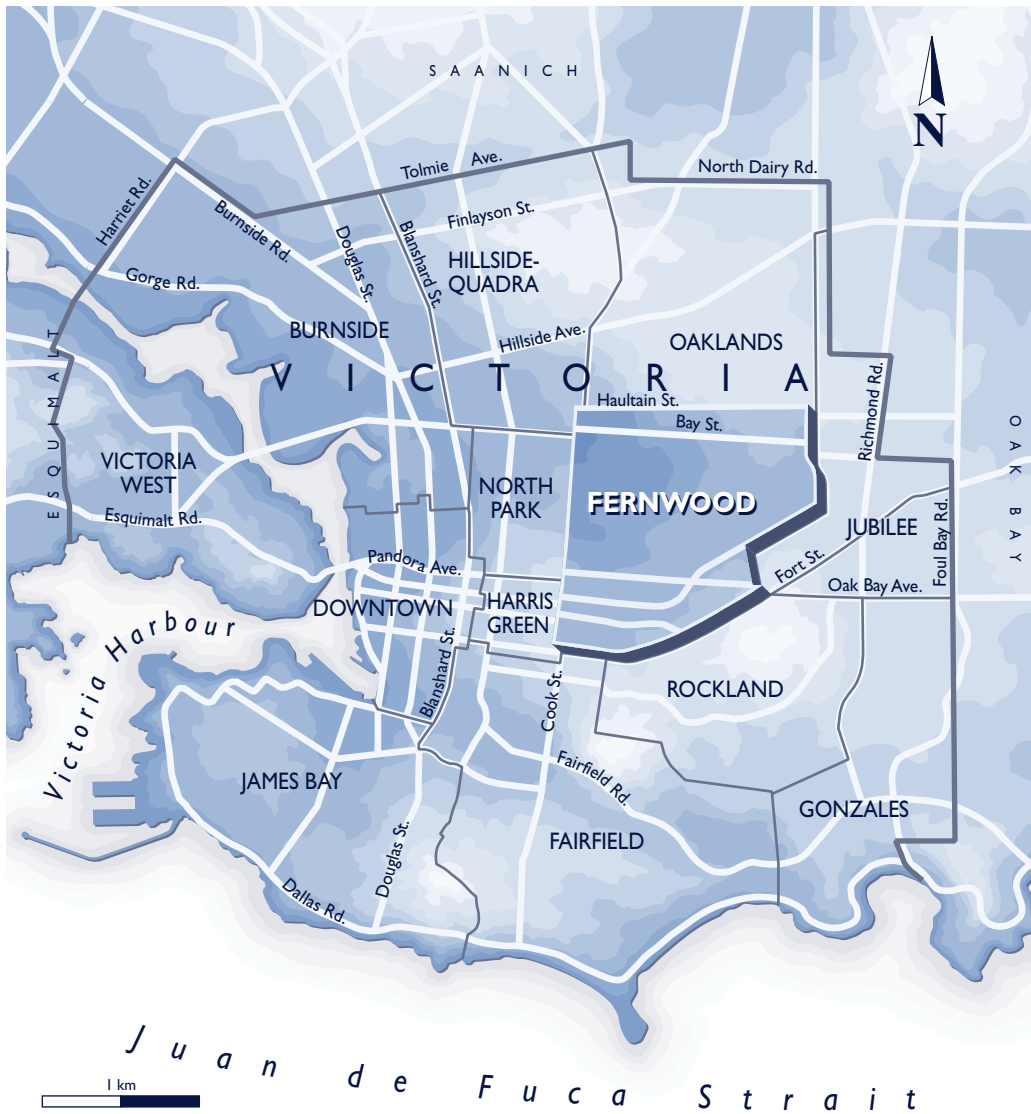 SAANICH
N
Tolmie Ave.
North Dairy Rd.
Harriet Rd.
Burnside Rd.
Finlayson St.
Douglas St.
Blanshard St.
HILLSIDE-
QUADRA
Gorge Rd.
BURNSIDE
Hillside Ave.
OAKLANDS
VICTORIA
Richmond Rd.
Haultain St.
Bay St.
ESQUIMALT
OAK BAY
VICTORIA
WEST
NORTH
PARK
FERNWOOD
Esquimalt Rd.
JUBILEE
Foul Bay Rd.
Pandora Ave.
Fort St.
Oak Bay Ave.
DOWNTOWN
HARRIS
GREEN
Victoria Harbour
Blanshard St.
Cook St.
ROCKLAND
JAMES BAY
Fairfield Rd.
GONZALES
FAIRFIELD
Douglas St.
Dallas Rd.
Juan de Fuca Strait
1 km